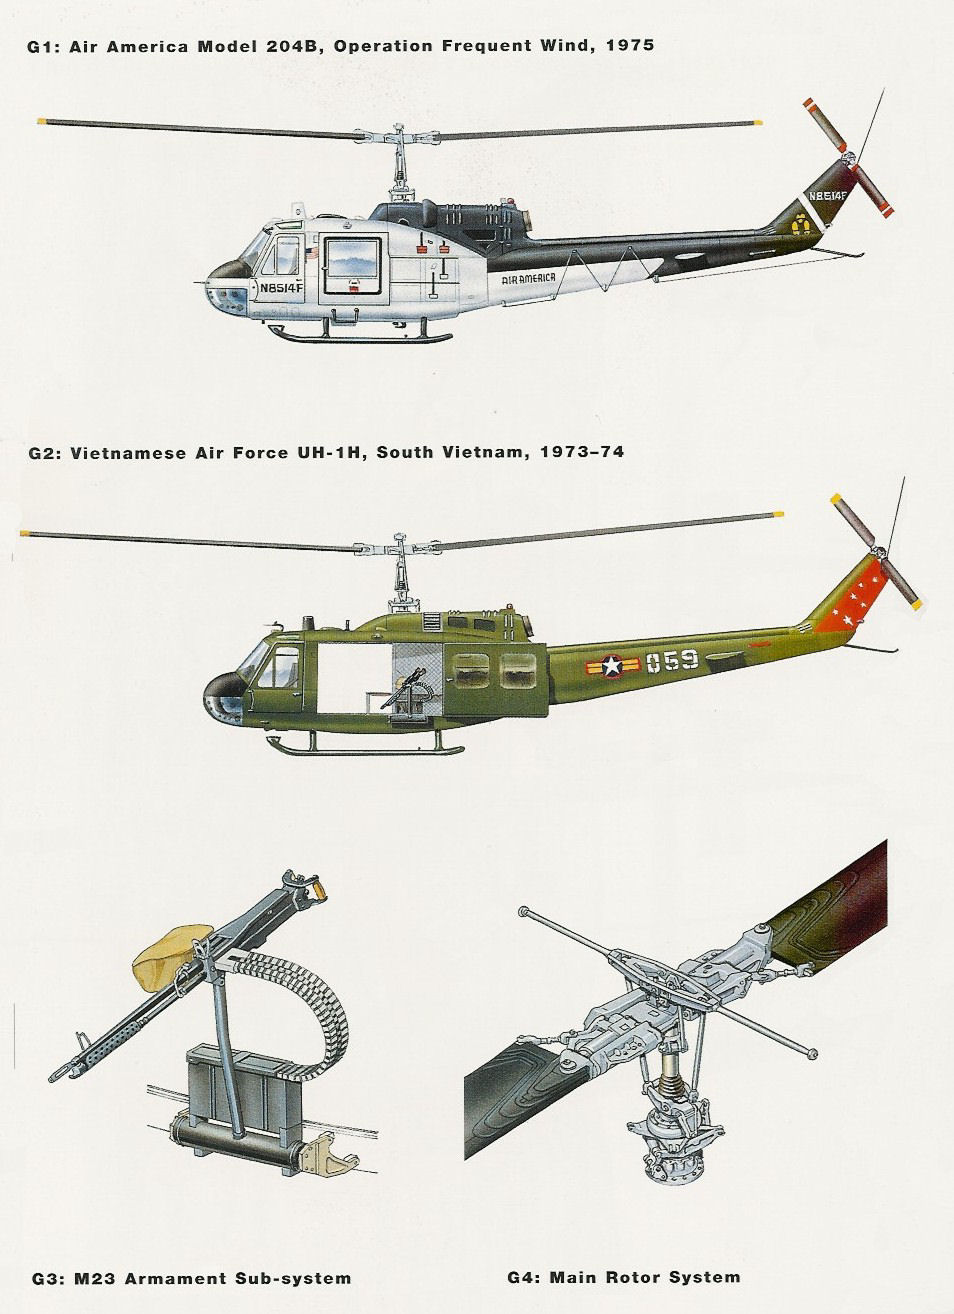 G1: Air America Model 204B, Operation Frequent Wind, 1975
N8514F
N8514F
AIR AMERICA
G2: Vietnamese Air Force UH-1H, South Vietnam, 1973–74
059
G3: M23 Armament Sub-system
G4: Main Rotor System